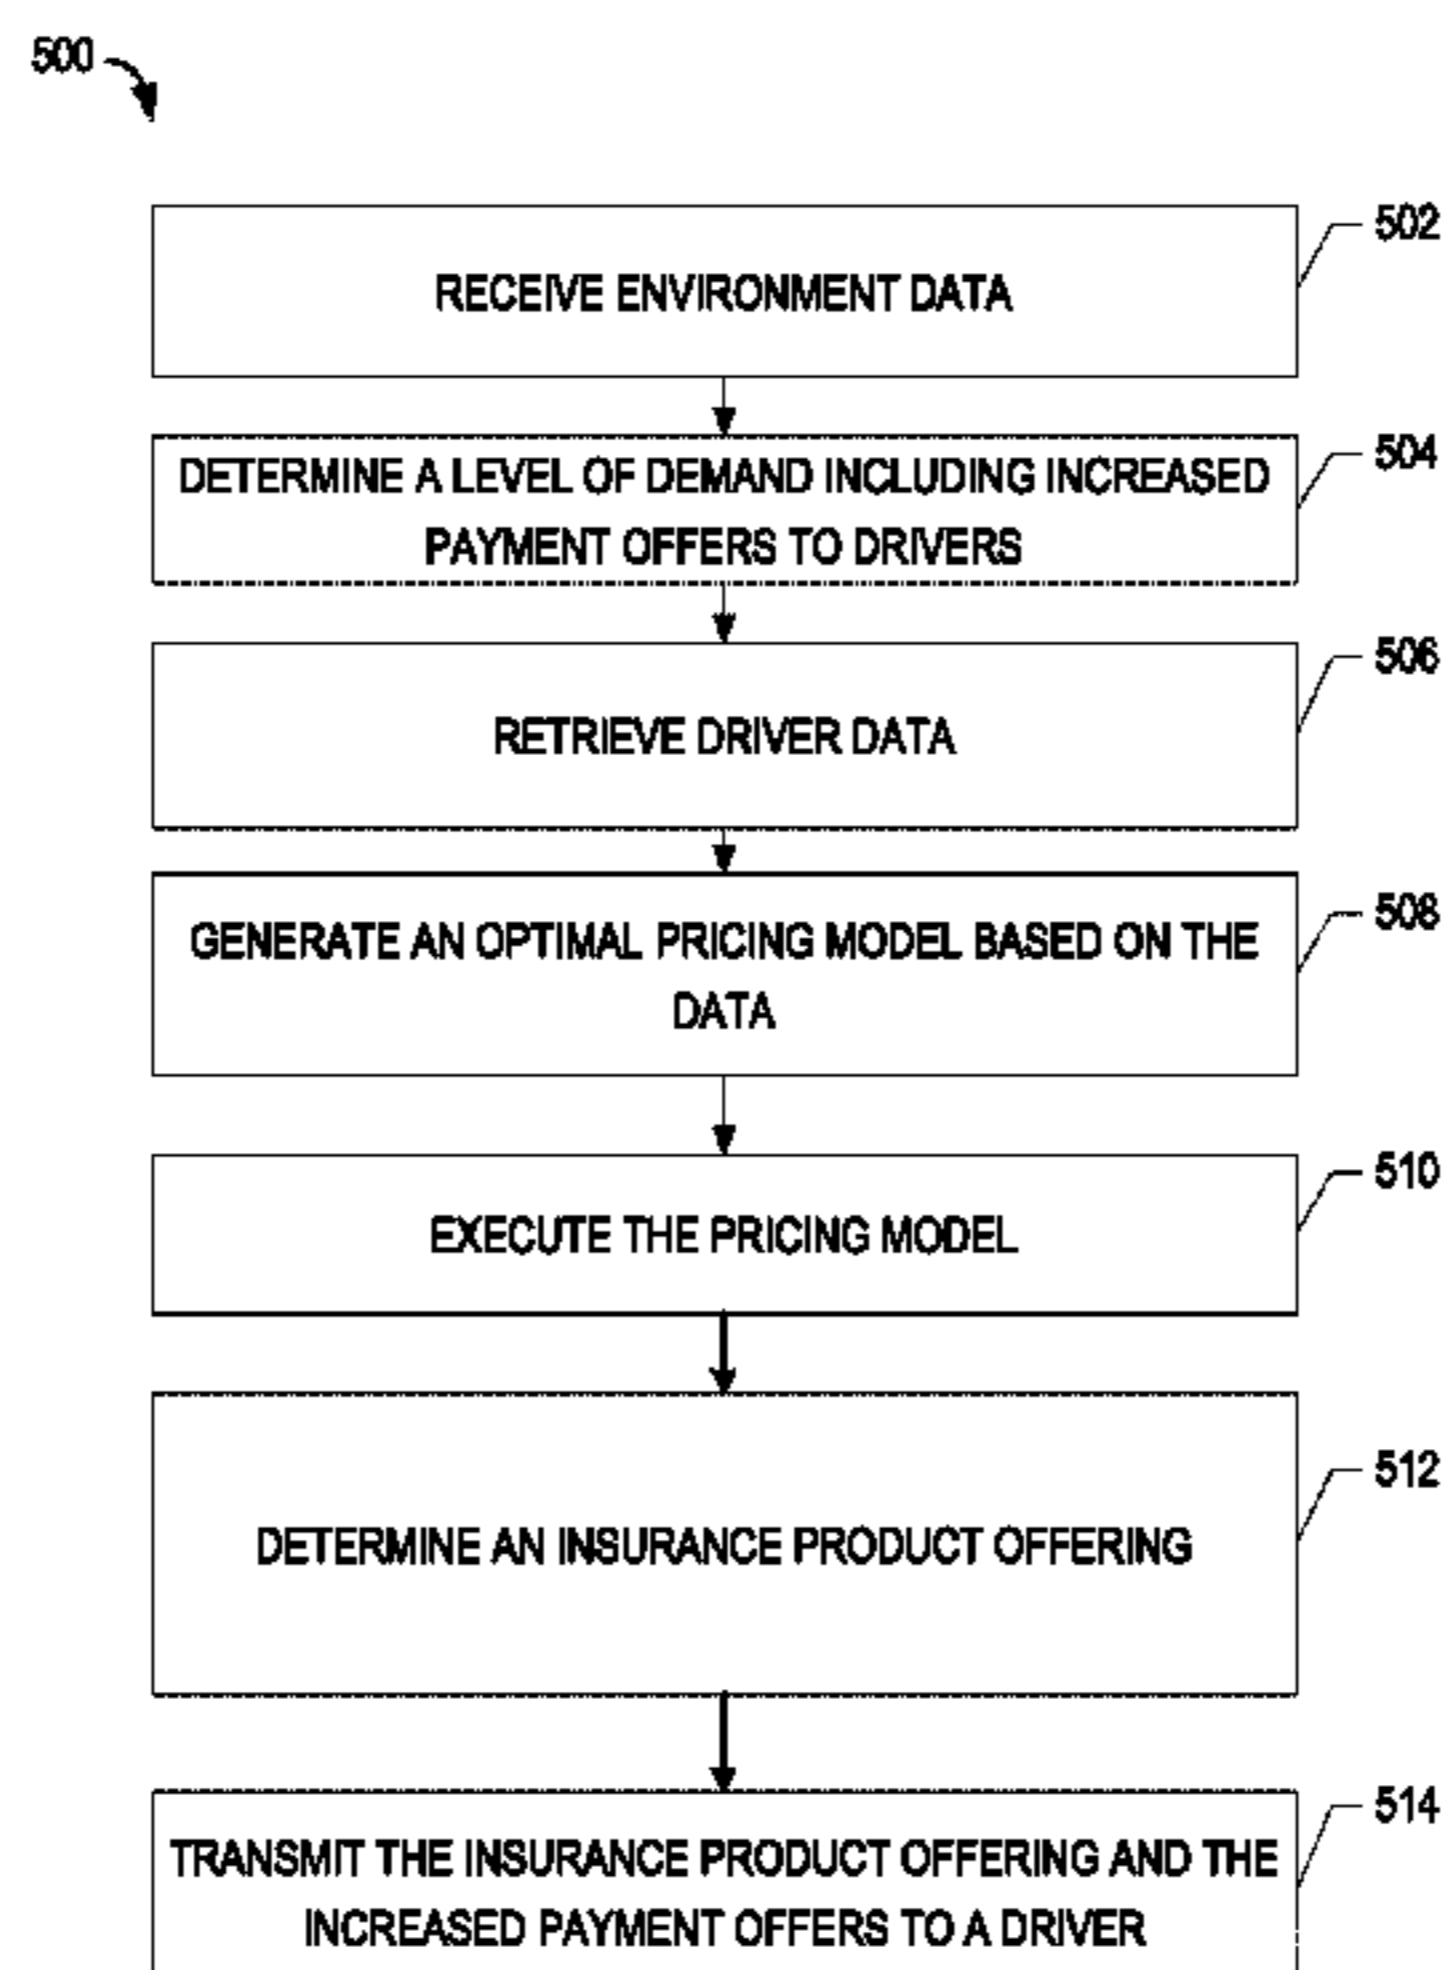 500
502
RECEIVE ENVIRONMENT DATA
504
DETERMINE A LEVEL OF DEMAND INCLUDING INCREASED
PAYMENT OFFERS TO DRIVERS
506
RETRIEVE DRIVER DATA
508
GENERATE AN OPTIMAL PRICING MODEL BASED ON THE
DATA
510
EXECUTE THE PRICING MODEL
512
DETERMINE AN INSURANCE PRODUCT OFFERING
514
TRANSMIT THE INSURANCE PRODUCT OFFERING AND THE
INCREASED PAYMENT OFFERS TO A DRIVER